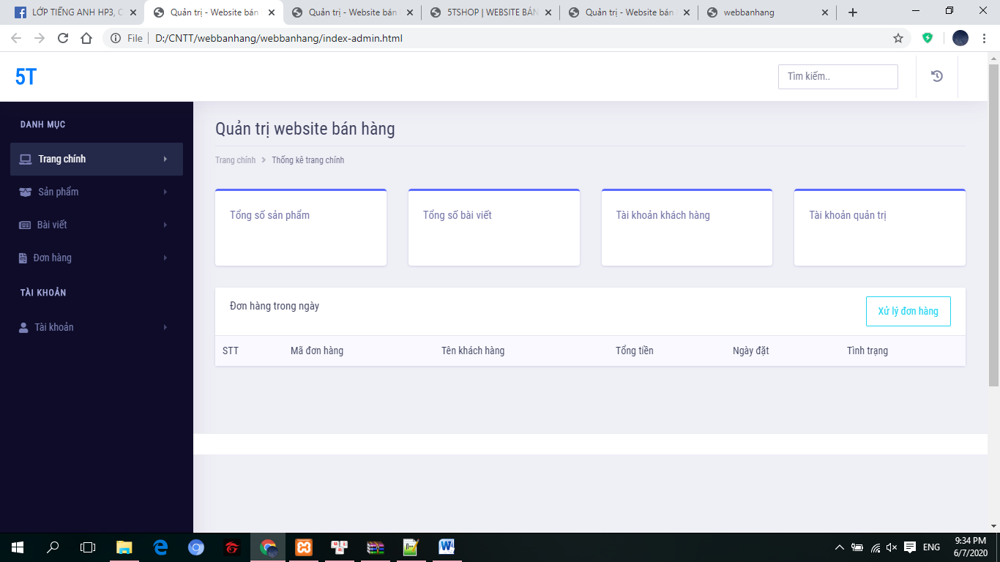 LỚP TIẾNG ANH HP3, C
Quản trị - Website bán
Quản trị - Website bán
5TSHOP | WEBSITE BÁN
Quản trị - Website bán
webbanhang
File
D:/CNTT/webbanhang/webbanhang/index-admin.html
5T
Tìm kiếm..
DANH MỤC
Trang chính
Sản phẩm
Bài viết
Đơn hàng
TÀI KHOẢN
Tài khoản
Quản trị website bán hàng
Trang chính > Thống kê trang chính
Tổng số sản phẩm
Tổng số bài viết
Tài khoản khách hàng
Tài khoản quản trị
Đơn hàng trong ngày
Xử lý đơn hàng
STT Mã đơn hàng Tên khách hàng Tổng tiền Ngày đặt Tình trạng
ENG
9:34 PM
6/7/2020